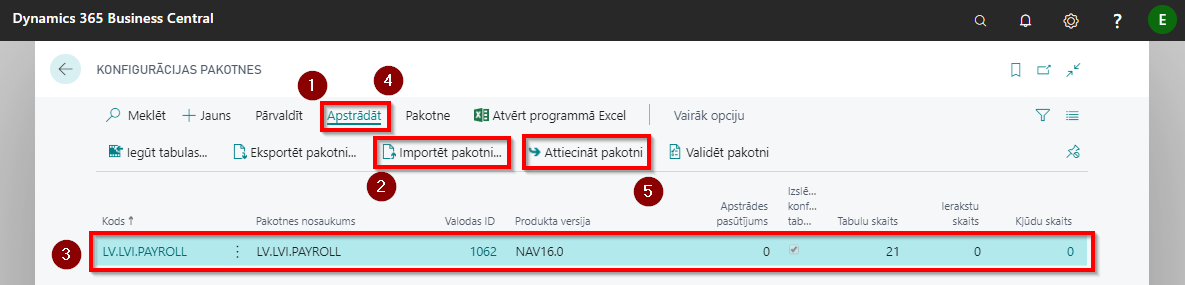 Dynamics 365 Business Central
? E
KONFIGURĀCIJAS PAKOTNES
1 4
Meklēt Jauns Pārvaldīt Apstrādāt Pakotne Atvērt programmā Excel Vairāk opciju
Iegūt tabulas... Eksportēt pakotni... Importēt pakotni... Attiecināt pakotni Validēt pakotni
2 5
Kods ↑ Pakotnes nosaukums Valodas ID Produkta versija Apstrādes pasūtījums Izslē... konf... tab... Tabulu skaits Ierakstu skaits Kļūdu skaits
3 LV.LVI.PAYROLL LV.LVI.PAYROLL 1062 NAV16.0 0 21 0 0